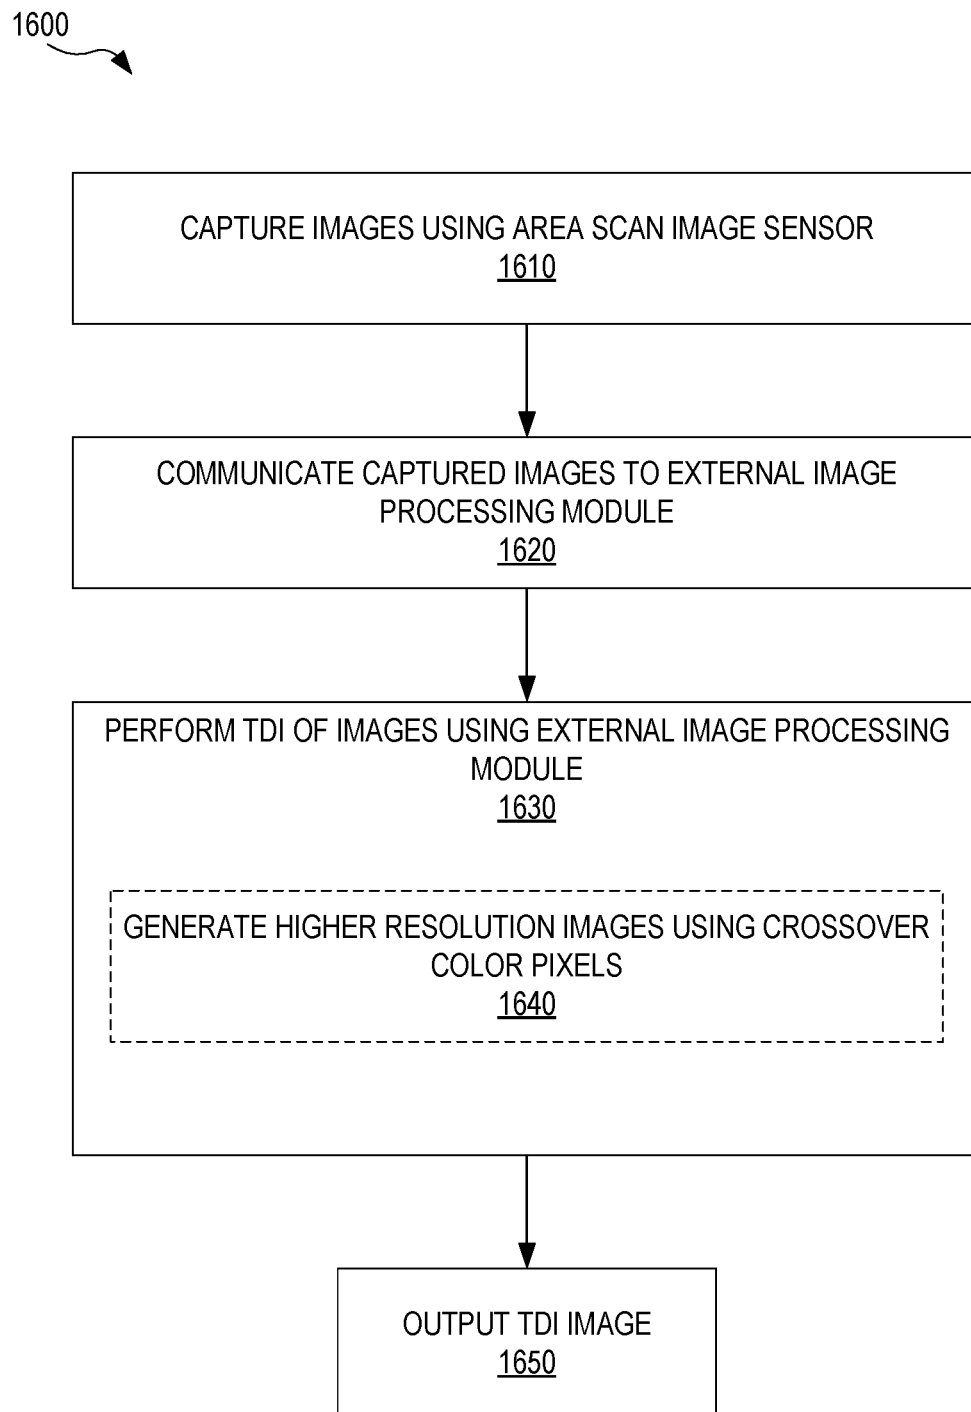 1600
CAPTURE IMAGES USING AREA SCAN IMAGE SENSOR
1610
COMMUNICATE CAPTURED IMAGES TO EXTERNAL IMAGE
PROCESSING MODULE
1620
PERFORM TDI OF IMAGES USING EXTERNAL IMAGE PROCESSING
MODULE
1630
GENERATE HIGHER RESOLUTION IMAGES USING CROSSOVER
COLOR PIXELS
1640
OUTPUT TDI IMAGE
1650